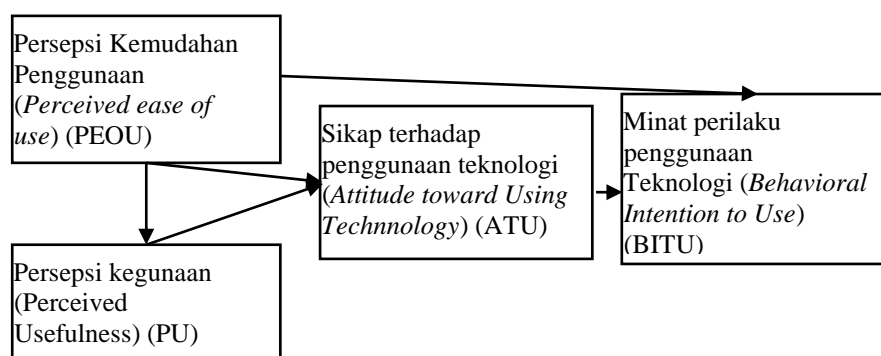 Persepsi Kemudahan
Penggunaan
(Perceived ease of
use) (PEOU)
Sikap terhadap
penggunaan teknologi
(Attitude toward Using
Technnology) (ATU)
Minat perilaku
penggunaan
Teknologi (Behavioral
Intention to Use)
(BITU)
Persepsi kegunaan
(Perceived
Usefulness) (PU)